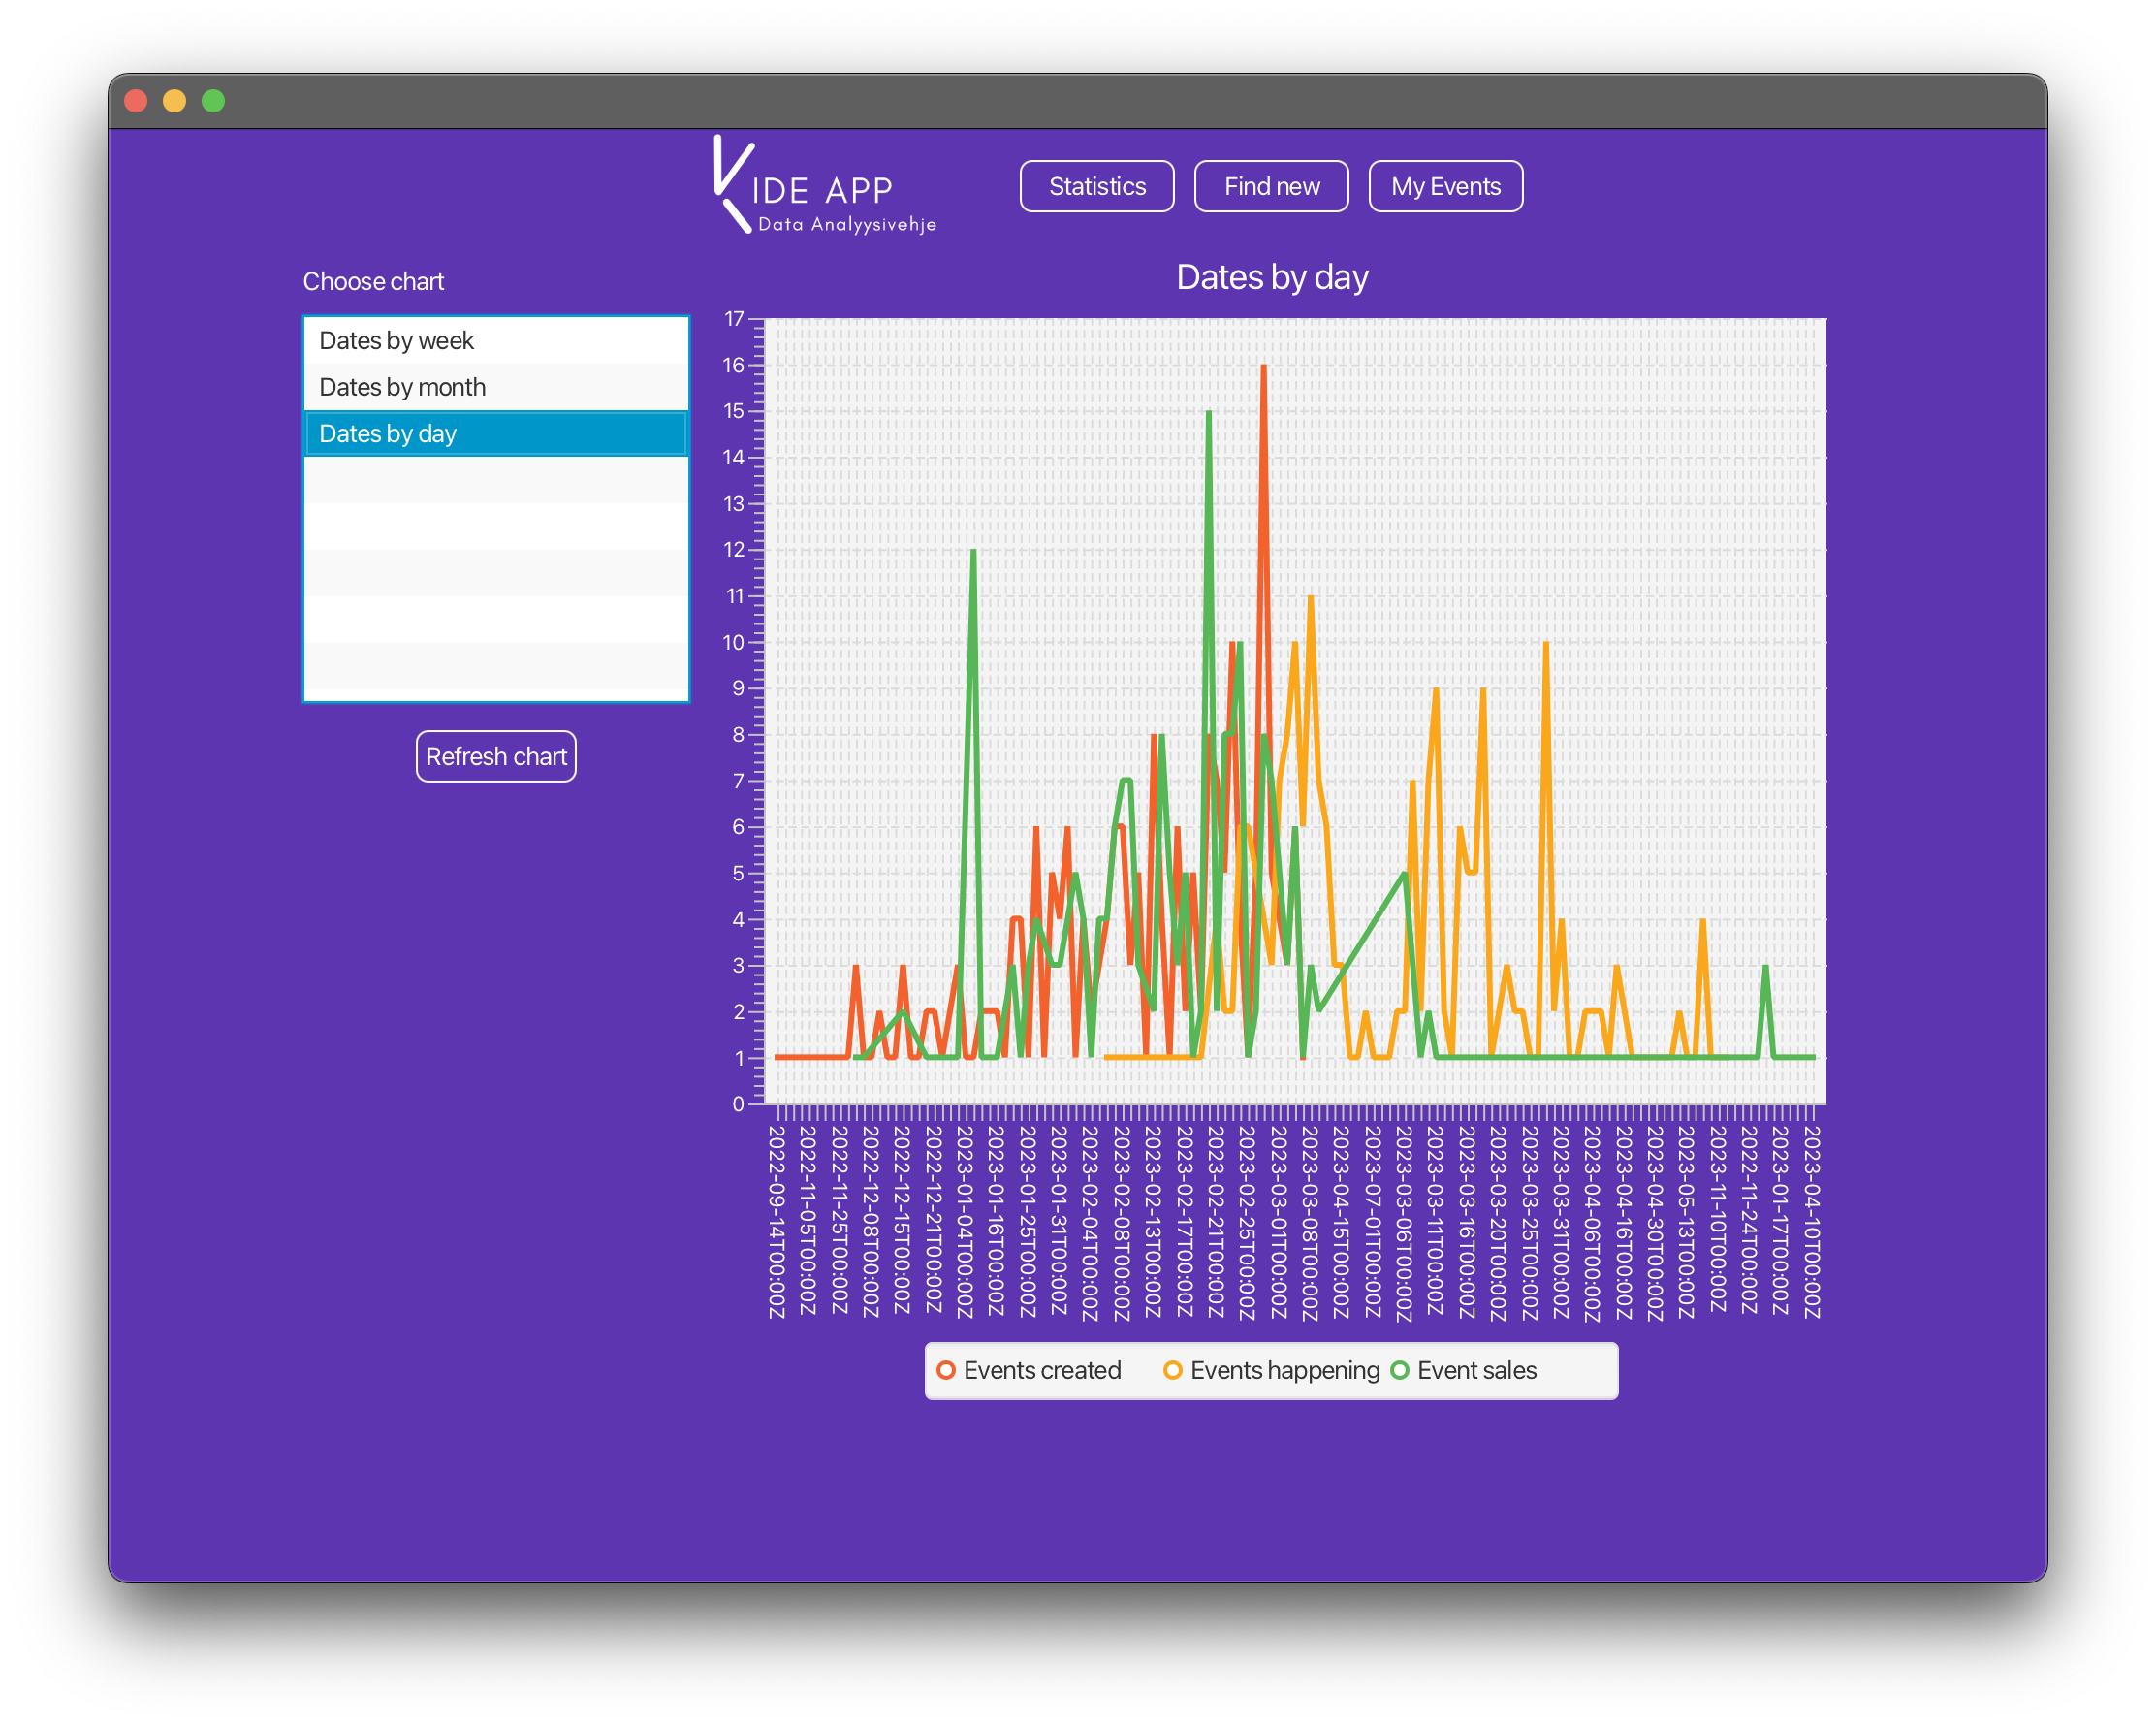 KIDE APP
Data Analyysivehje
Statistics
Find new
My Events
Choose chart
Dates by week
Dates by month
Dates by day
Refresh chart
Dates by day
17
16
15
14
13
12
11
10
9
8
7
6
5
4
3
2
1
0
2022-09-14T00:00Z
2022-11-05T00:00Z
2022-11-25T00:00Z
2022-12-08T00:00Z
2022-12-15T00:00Z
2022-12-21T00:00Z
2023-01-04T00:00Z
2023-01-16T00:00Z
2023-01-25T00:00Z
2023-01-31T00:00Z
2023-02-04T00:00Z
2023-02-08T00:00Z
2023-02-13T00:00Z
2023-02-17T00:00Z
2023-02-21T00:00Z
2023-02-25T00:00Z
2023-03-01T00:00Z
2023-03-08T00:00Z
2023-04-15T00:00Z
2023-07-01T00:00Z
2023-03-06T00:00Z
2023-03-11T00:00Z
2023-03-16T00:00Z
2023-03-20T00:00Z
2023-03-25T00:00Z
2023-03-31T00:00Z
2023-04-06T00:00Z
2023-04-16T00:00Z
2023-04-30T00:00Z
2023-05-13T00:00Z
2023-11-10T00:00Z
2022-11-24T00:00Z
2023-01-17T00:00Z
2023-04-10T00:00Z
Events created
Events happening
Event sales